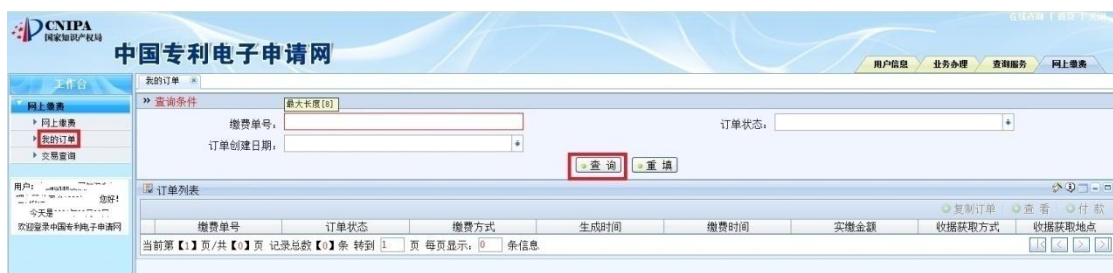 在线咨询 | 首页 | 关闭
CNIPA
国家知识产权局
中国专利电子申请网
用户信息 业务办理 查询服务 网上缴费
工作台
我的订单
网上缴费
网上缴费
我的订单
交易查询
查询条件
最大长度[8]
缴费单号:
订单状态:
订单创建日期:
查 询 重 填
用户:
您好!
今天是
欢迎登录中国专利电子申请网
订单列表
复制订单 查 看 付 款
缴费单号 订单状态 缴费方式 生成时间 缴费时间 实缴金额 收据获取方式 收据获取地点
当前第【1】页/共【0】页 记录总数【0】条 转到 1 页 每页显示: 0 条信息